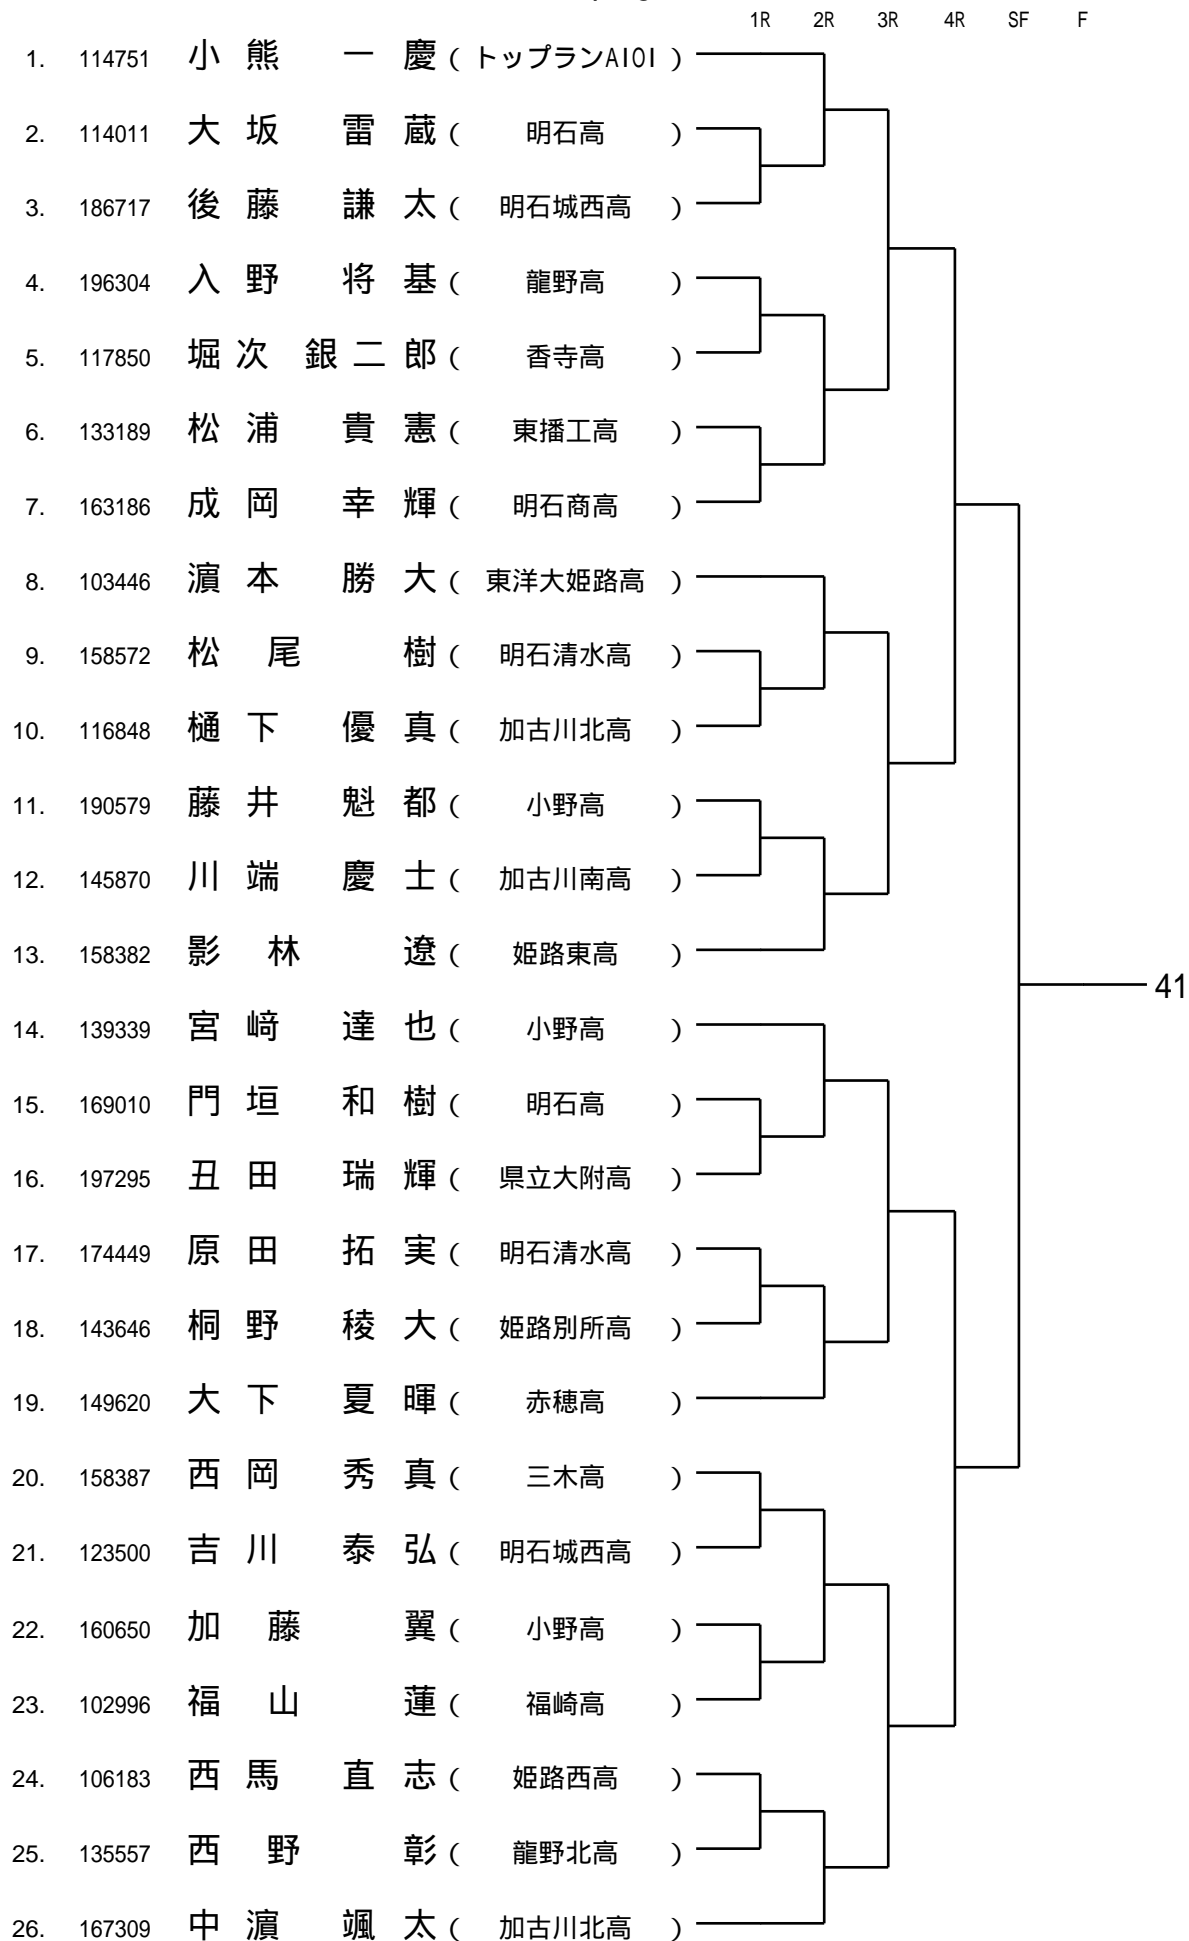 1R 2R 3R 4R SF F
1. 114751 小熊 一慶 ( トップランAIOI )
2. 114011 大坂 雷蔵 ( 明石高 )
3. 186717 後藤 謙太 ( 明石城西高 )
4. 196304 入野 将基 ( 龍野高 )
5. 117850 堀次 銀二郎 ( 香寺高 )
6. 133189 松浦 貴憲 ( 東播工高 )
7. 163186 成岡 幸輝 ( 明石商高 )
8. 103446 濵本 勝大 ( 東洋大姫路高 )
9. 158572 松尾 樹 ( 明石清水高 )
10. 116848 樋下 優真 ( 加古川北高 )
11. 190579 藤井 魁都 ( 小野高 )
12. 145870 川端 慶士 ( 加古川南高 )
13. 158382 影林 遼 ( 姫路東高 )
41
14. 139339 宮﨑 達也 ( 小野高 )
15. 169010 門垣 和樹 ( 明石高 )
16. 197295 丑田 瑞輝 ( 県立大附高 )
17. 174449 原田 拓実 ( 明石清水高 )
18. 143646 桐野 稜大 ( 姫路別所高 )
19. 149620 大下 夏暉 ( 赤穂高 )
20. 158387 西岡 秀真 ( 三木高 )
21. 123500 吉川 泰弘 ( 明石城西高 )
22. 160650 加藤 翼 ( 小野高 )
23. 102996 福山 蓮 ( 福崎高 )
24. 106183 西馬 直志 ( 姫路西高 )
25. 135557 西野 彰 ( 龍野北高 )
26. 167309 中濵 颯太 ( 加古川北高 )